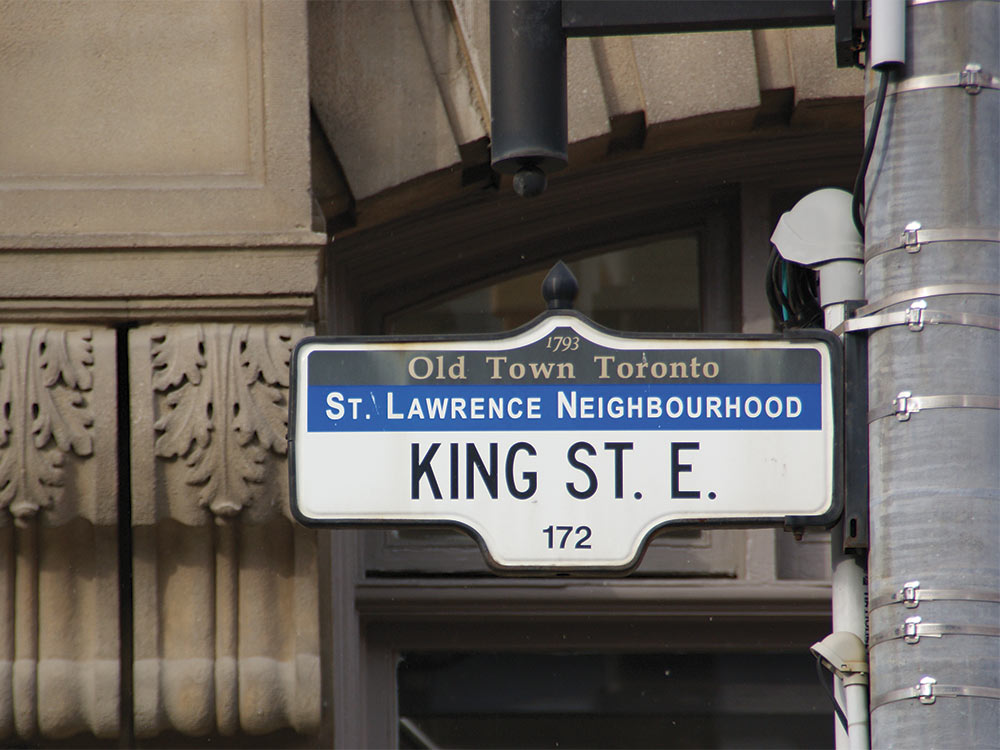 1793
Old Town Toronto
ST. LAWRENCE NEIGHBOURHOOD
KING ST. E.
172